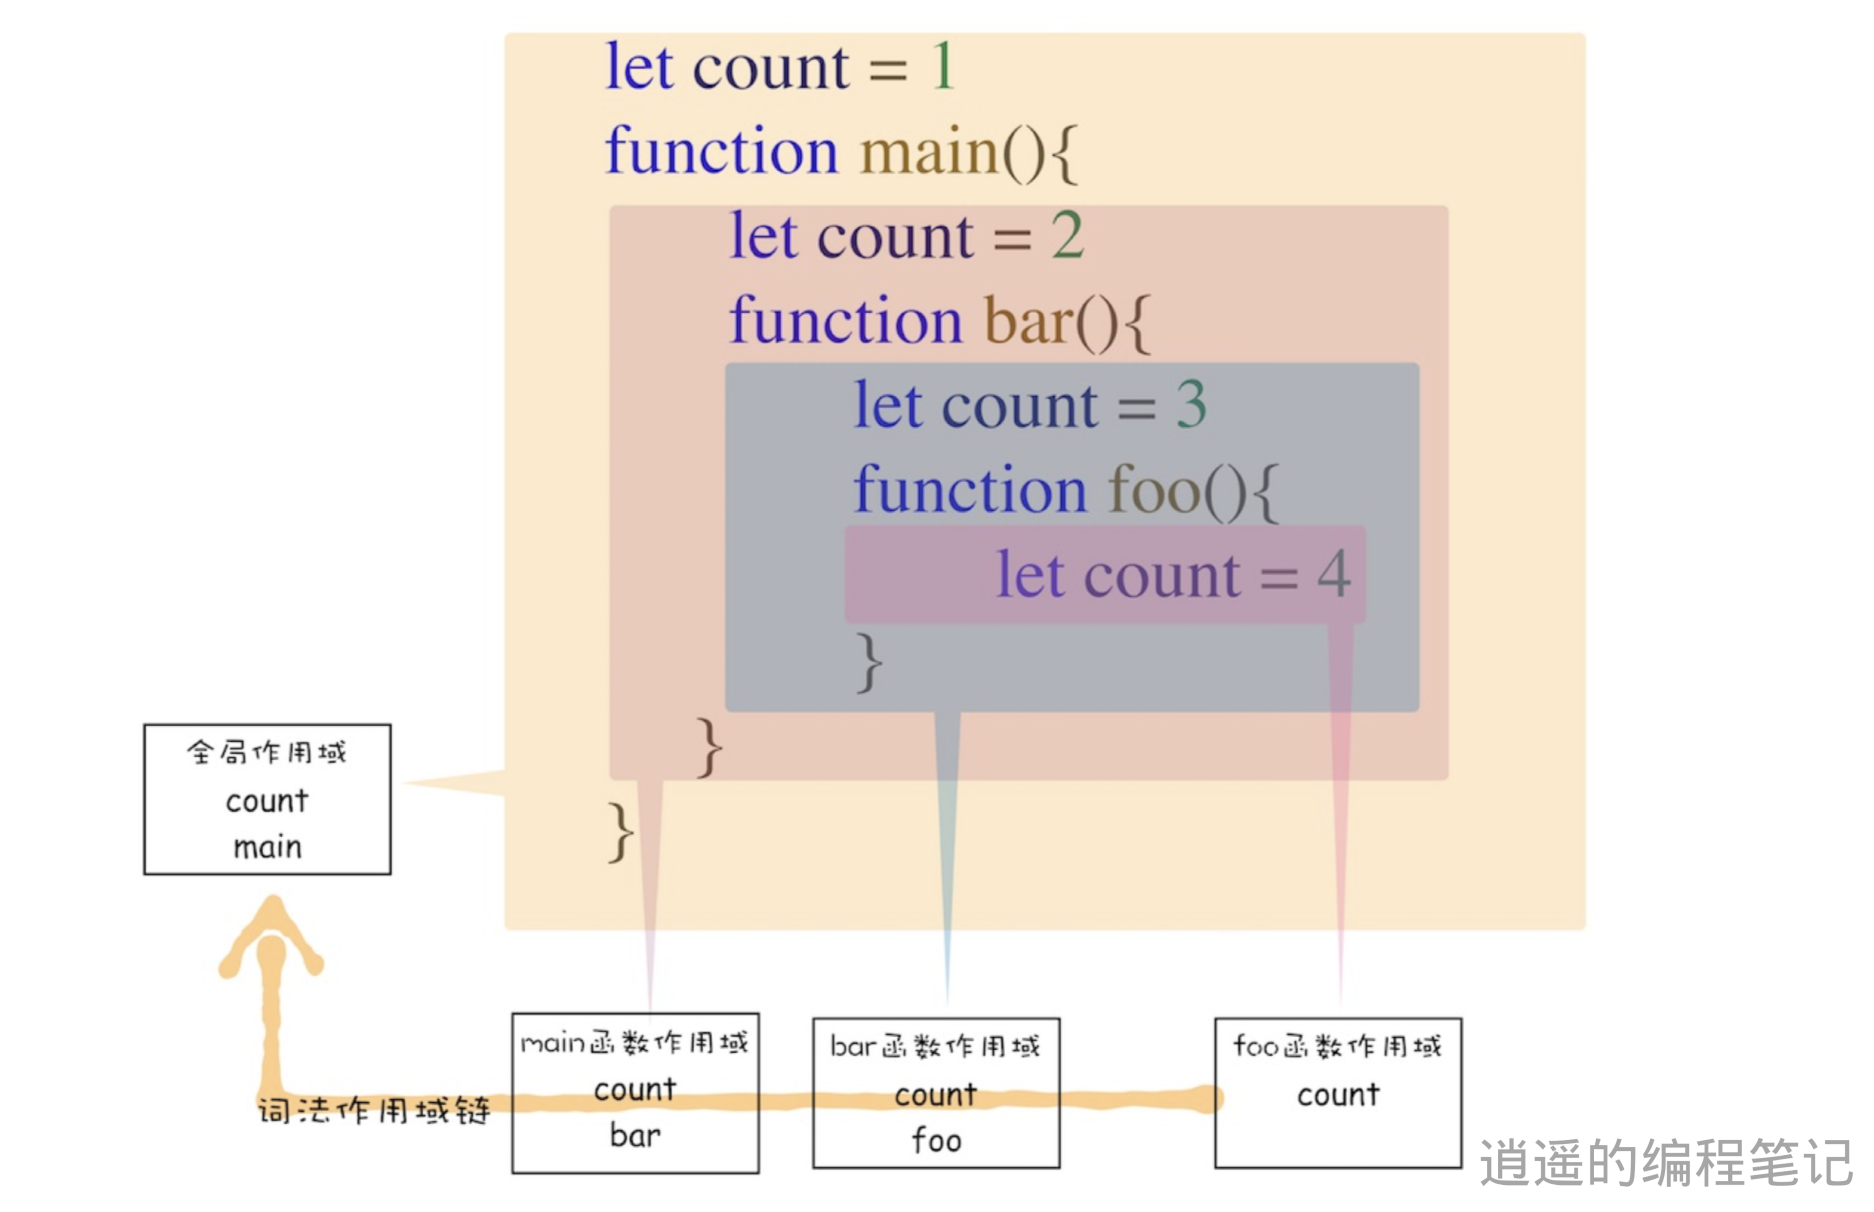 let count = 1
function main(){
let count = 2
function bar(){
let count = 3
function foo(){
let count = 4
}
}
}
全局作用域
count
main
词法作用域链
main函数作用域
count
bar
bar函数作用域
count
foo
foo函数作用域
count
逍遥的编程笔记